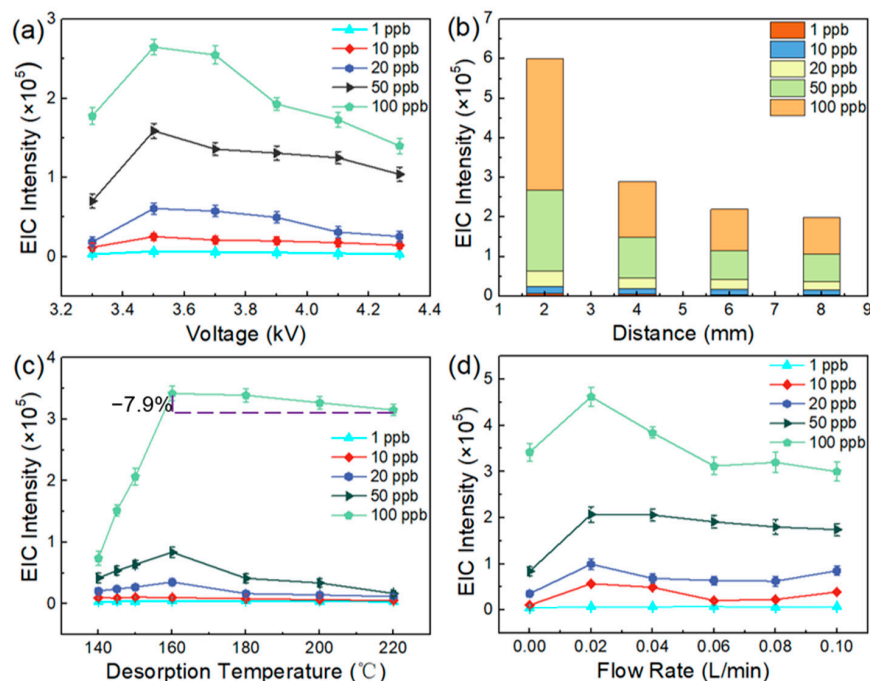 (a)
EIC Intensity (×10⁵)
3
2
1
0
1 ppb
10 ppb
20 ppb
50 ppb
100 ppb
3.2 3.4 3.6 3.8 4.0 4.2 4.4
Voltage (kV)
(b)
EIC Intensity (×10⁵)
7
6
5
4
3
2
1
0
1 ppb
10 ppb
20 ppb
50 ppb
100 ppb
1 2 3 4 5 6 7 8 9
Distance (mm)
(c)
EIC Intensity (×10⁵)
4
3
2
1
0
−7.9%
1 ppb
10 ppb
20 ppb
50 ppb
100 ppb
140 160 180 200 220
Desorption Temperature (℃)
(d)
EIC Intensity (×10⁵)
5
4
3
2
1
0
1 ppb
10 ppb
20 ppb
50 ppb
100 ppb
0.00 0.02 0.04 0.06 0.08 0.10
Flow Rate (L/min)